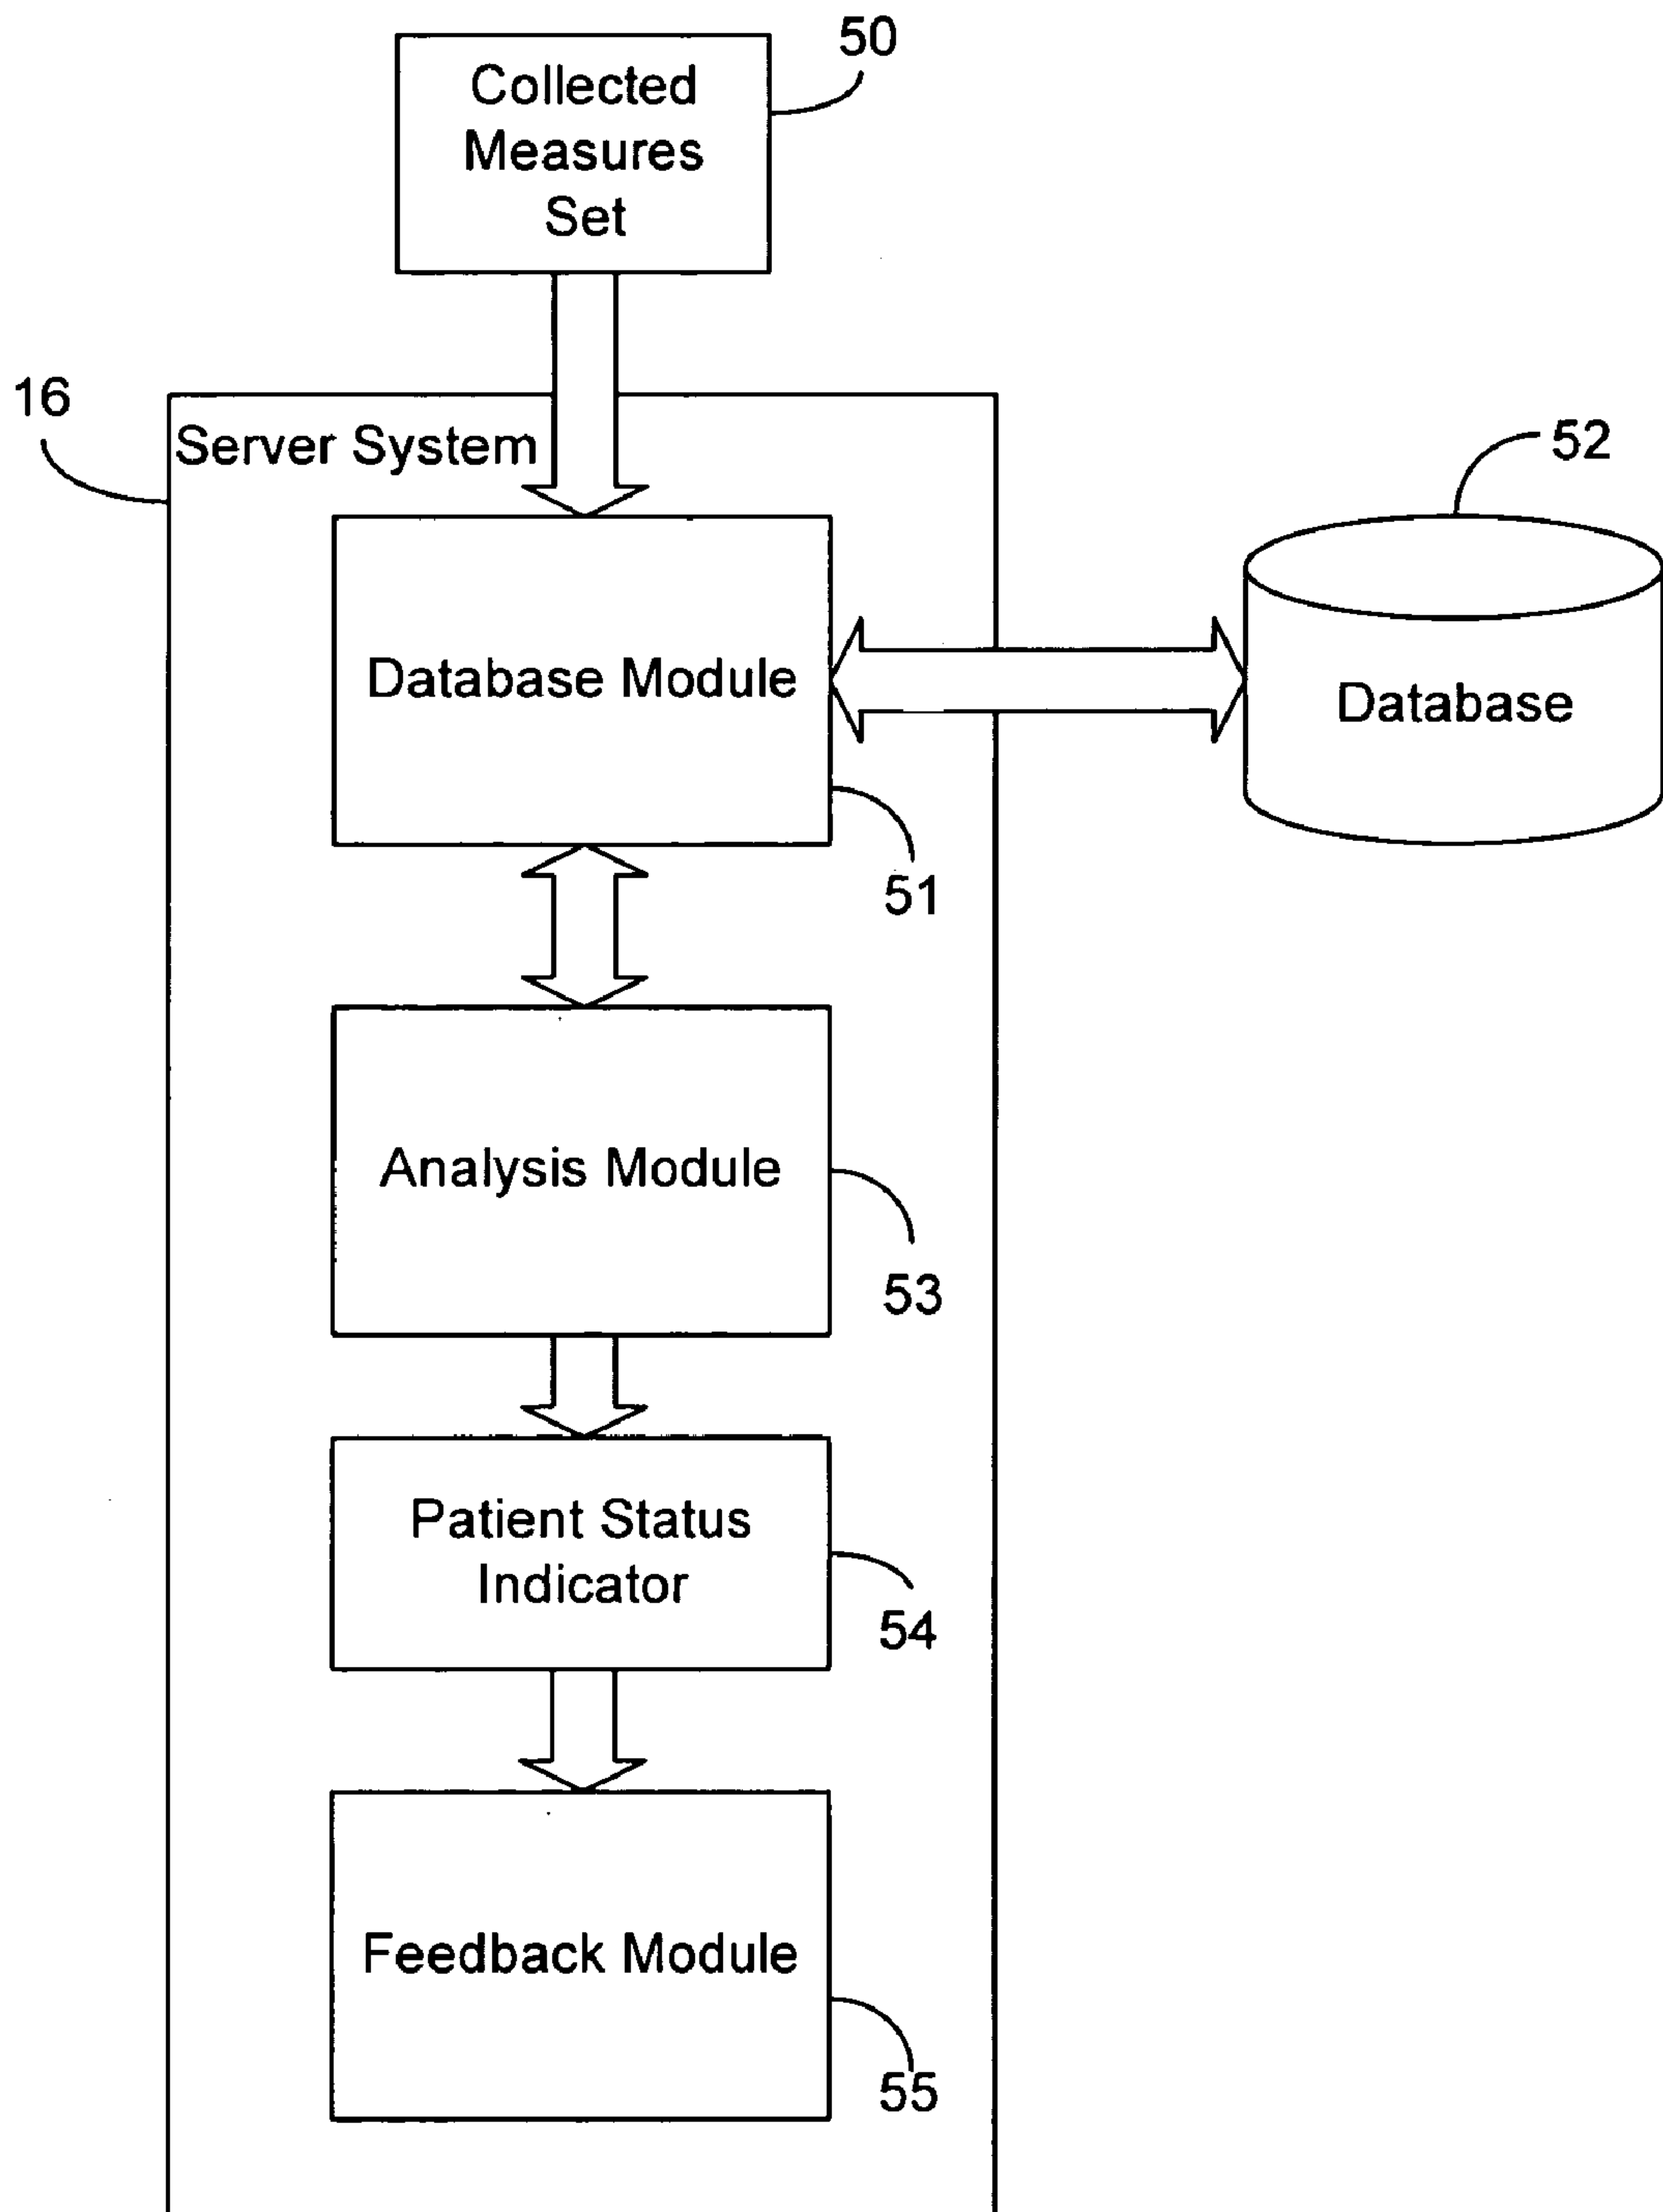 50
Collected
Measures
Set
16
Server System
52
Database Module
Database
51
Analysis Module
53
Patient Status
Indicator
54
Feedback Module
55